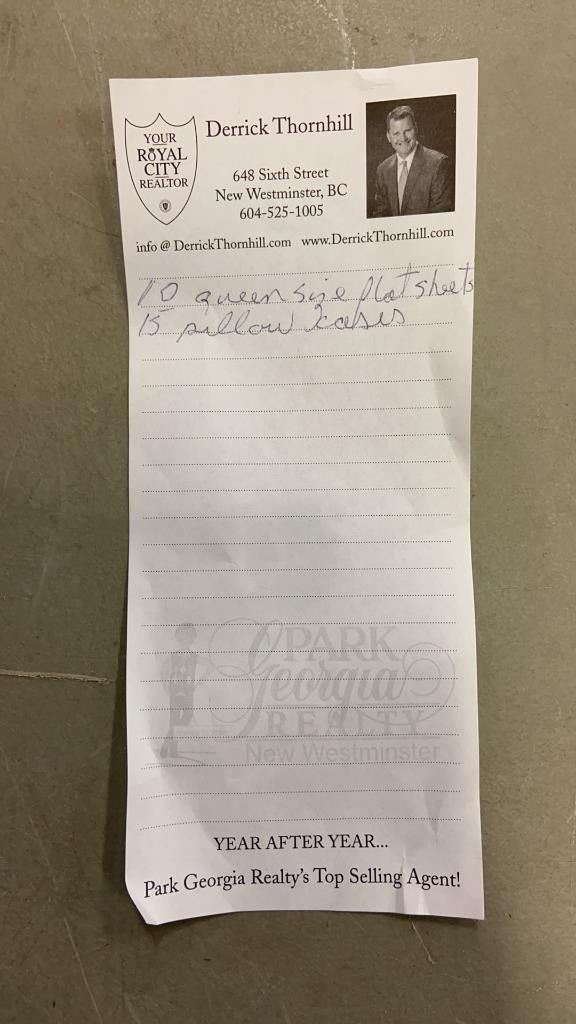 YOUR
ROYAL
CITY
REALTOR
Derrick Thornhill
648 Sixth Street
New Westminster, BC
604-525-1005
info @ DerrickThornhill.com www.DerrickThornhill.com
10 queen size flat sheets
15 pillow cases
PARK
Georgia
REALTY
New Westminster
YEAR AFTER YEAR...
Park Georgia Realty's Top Selling Agent!